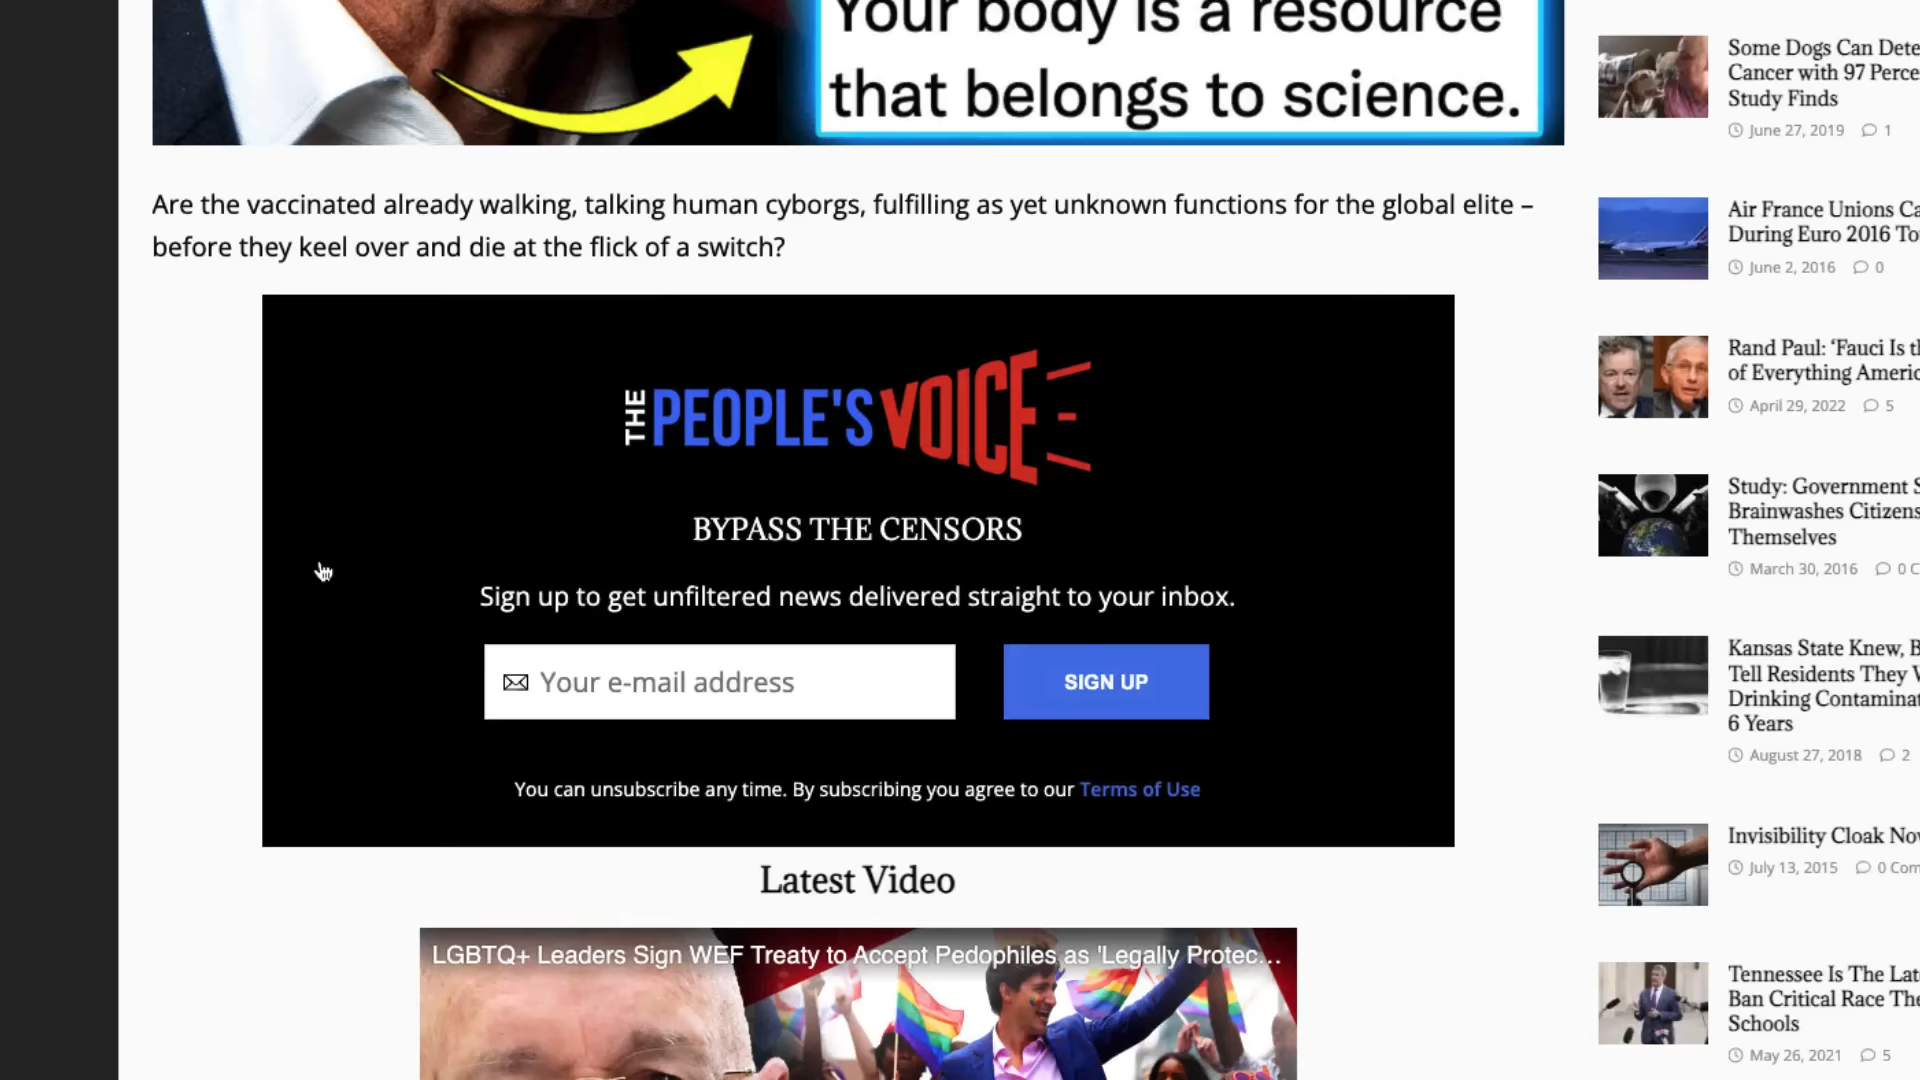 Your body is a resource
that belongs to science.
Are the vaccinated already walking, talking human cyborgs, fulfilling as yet unknown functions for the global elite –
before they keel over and die at the flick of a switch?
THE PEOPLE'S VOICE
BYPASS THE CENSORS
Sign up to get unfiltered news delivered straight to your inbox.
Your e-mail address
SIGN UP
You can unsubscribe any time. By subscribing you agree to our Terms of Use
Latest Video
LGBTQ+ Leaders Sign WEF Treaty to Accept Pedophiles as 'Legally Protec...
Some Dogs Can Dete
Cancer with 97 Perce
Study Finds
June 27, 2019 1
Air France Unions Ca
During Euro 2016 To
June 2, 2016 0
Rand Paul: ‘Fauci Is t
of Everything Americ
April 29, 2022 5
Study: Government S
Brainwashes Citizens
Themselves
March 30, 2016 0 C
Kansas State Knew, B
Tell Residents They V
Drinking Contaminat
6 Years
August 27, 2018 2
Invisibility Cloak Nov
July 13, 2015 0 Com
Tennessee Is The Lat
Ban Critical Race The
Schools
May 26, 2021 5